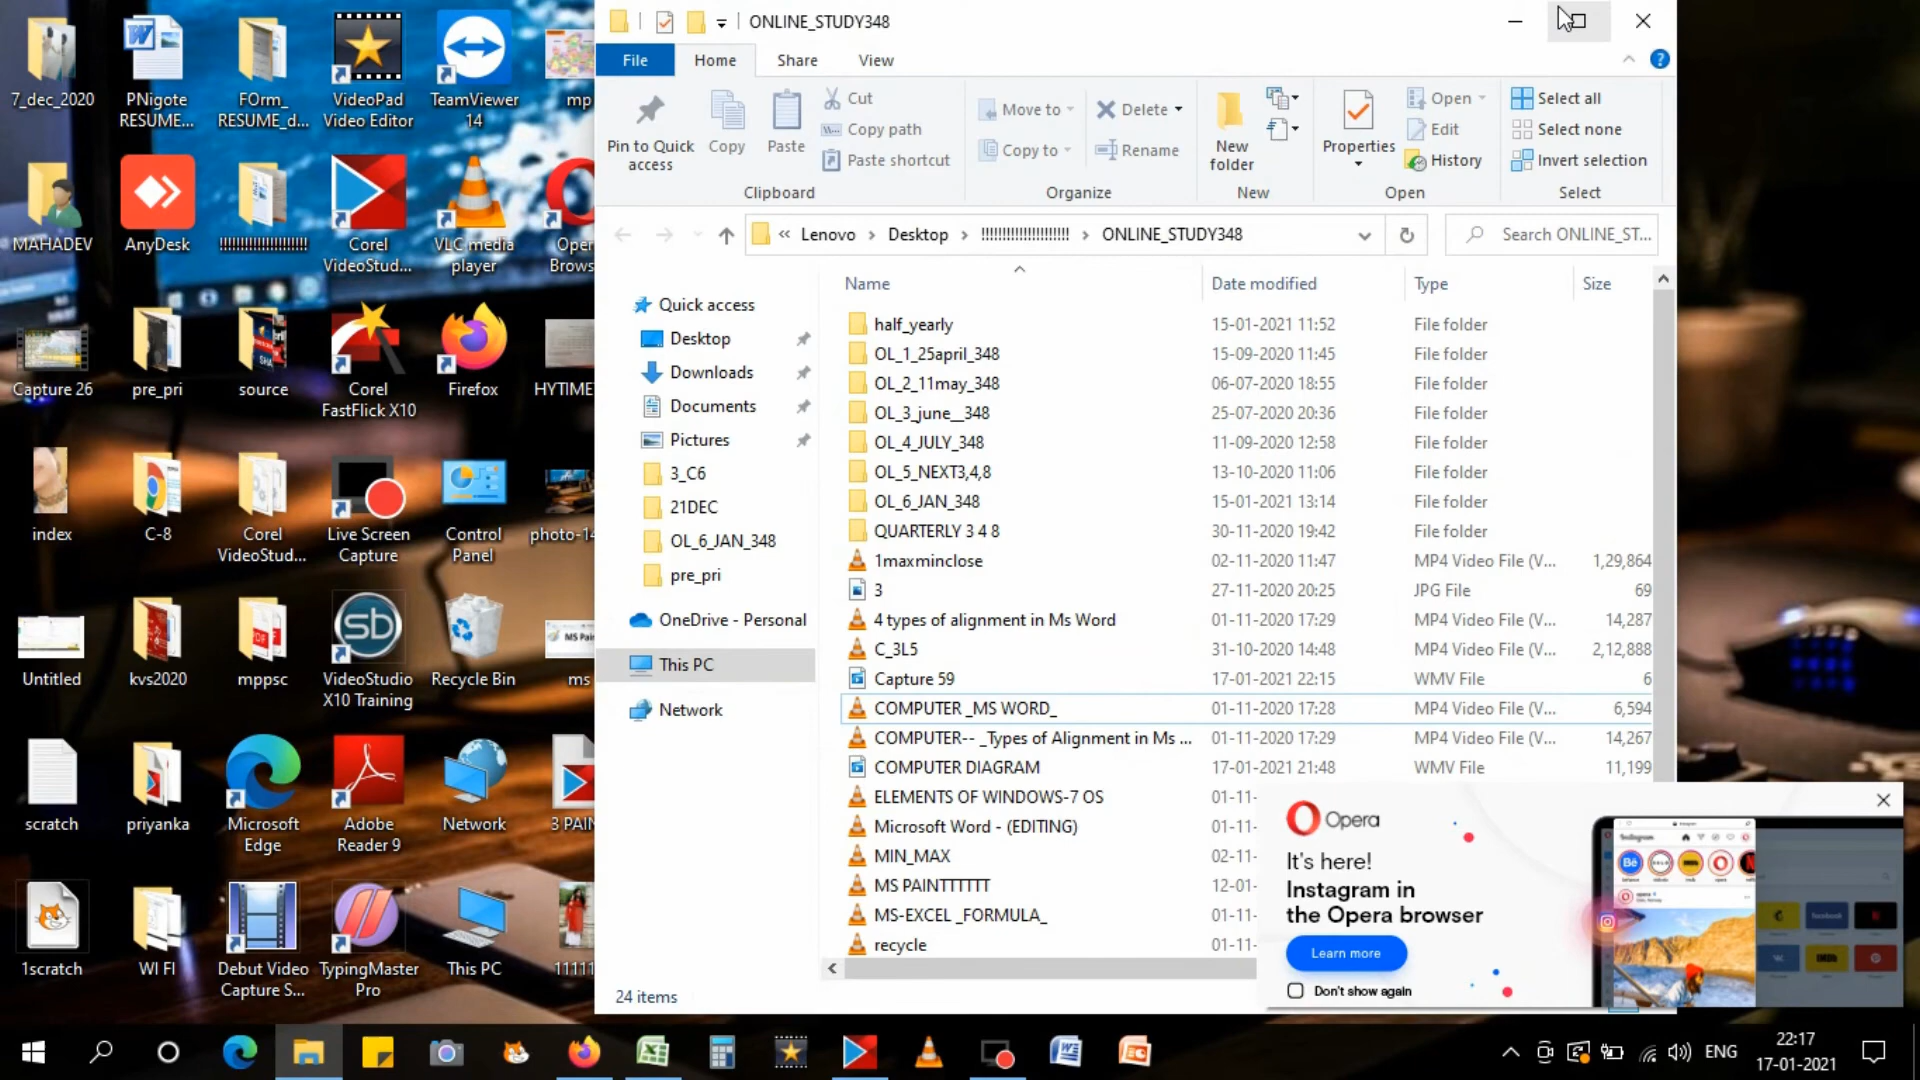 7_dec_2020
PNigote
RESUME...
FOrm_
RESUME_d...
VideoPad
Video Editor
TeamViewer
14
mp
MAHADEV
AnyDesk
!!!!!!!!!!!!!!!!!!!!!!
Corel
VideoStud...
VLC media
player
Oper
Brows
Capture 26
pre_pri
source
Corel
FastFlick X10
Firefox
HYTIME
index
C-8
Corel
VideoStud...
Live Screen
Capture
Control
Panel
photo-14
Untitled
kvs2020
mppsc
VideoStudio
X10 Training
Recycle Bin
ms
scratch
priyanka
Microsoft
Edge
Adobe
Reader 9
Network
3 PAIN
1scratch
WI FI
Debut Video
Capture S...
TypingMaster
Pro
This PC
11111
ONLINE_STUDY348
File Home Share View
Pin to Quick
access
Copy
Paste
Cut
Copy path
Paste shortcut
Clipboard
Move to
Copy to
Delete
Rename
Organize
New
folder
New
Properties
Open
Edit
History
Open
Select all
Select none
Invert selection
Select
« Lenovo › Desktop › !!!!!!!!!!!!!!!!!!!!!! › ONLINE_STUDY348
Search ONLINE_ST...
Quick access
Desktop
Downloads
Documents
Pictures
3_C6
21DEC
OL_6_JAN_348
pre_pri
OneDrive - Personal
This PC
Network
Name Date modified Type Size
half_yearly 15-01-2021 11:52 File folder
OL_1_25april_348 15-09-2020 11:45 File folder
OL_2_11may_348 06-07-2020 18:55 File folder
OL_3_june__348 25-07-2020 20:36 File folder
OL_4_JULY_348 11-09-2020 12:58 File folder
OL_5_NEXT3,4,8 13-10-2020 11:06 File folder
OL_6_JAN_348 15-01-2021 13:14 File folder
QUARTERLY 3 4 8 30-11-2020 19:42 File folder
1maxminclose 02-11-2020 11:47 MP4 Video File (V... 1,29,864
3 27-11-2020 20:25 JPG File 69
4 types of alignment in Ms Word 01-11-2020 17:29 MP4 Video File (V... 14,287
C_3L5 31-10-2020 14:48 MP4 Video File (V... 2,12,888
Capture 59 17-01-2021 22:15 WMV File 6
COMPUTER _MS WORD_ 01-11-2020 17:28 MP4 Video File (V... 6,594
COMPUTER-- _Types of Alignment in Ms ... 01-11-2020 17:29 MP4 Video File (V... 14,267
COMPUTER DIAGRAM 17-01-2021 21:48 WMV File 11,199
ELEMENTS OF WINDOWS-7 OS 01-11-
Microsoft Word - (EDITING) 01-11-
MIN_MAX 02-11-
MS PAINTTTTTT 12-01-
MS-EXCEL _FORMULA_ 01-11-
recycle 01-11-
24 items
Opera
It's here!
Instagram in
the Opera browser
Learn more
Don't show again
ENG
22:17
17-01-2021